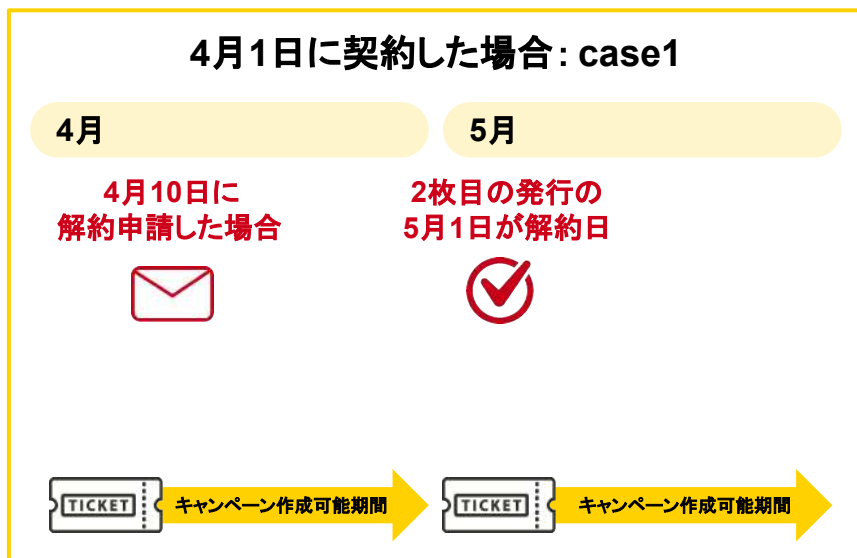 4月1日に契約した場合: case1
4月
5月
4月10日に
解約申請した場合
2枚目の発行の
5月1日が解約日
TICKET
キャンペーン作成可能期間
TICKET
キャンペーン作成可能期間